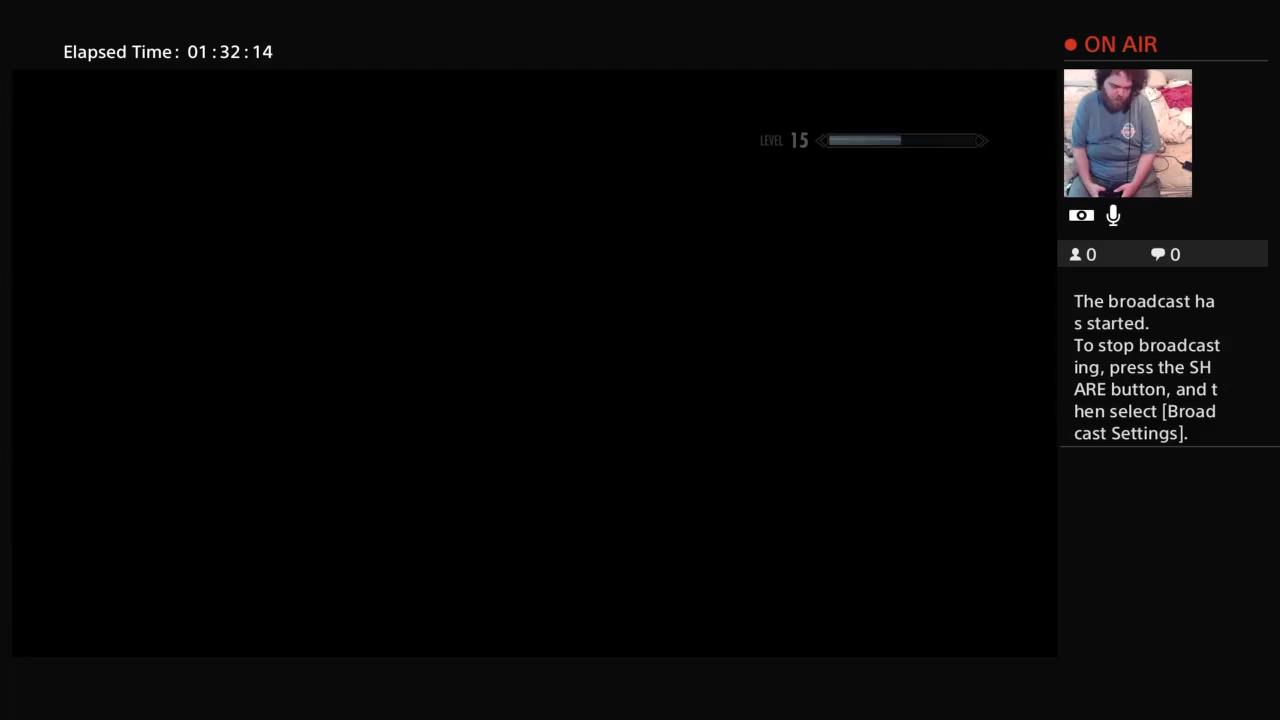 Elapsed Time: 01:32:14
ON AIR
LEVEL 15
0 0
The broadcast ha
s started.
To stop broadcast
ing, press the SH
ARE button, and t
hen select [Broad
cast Settings].